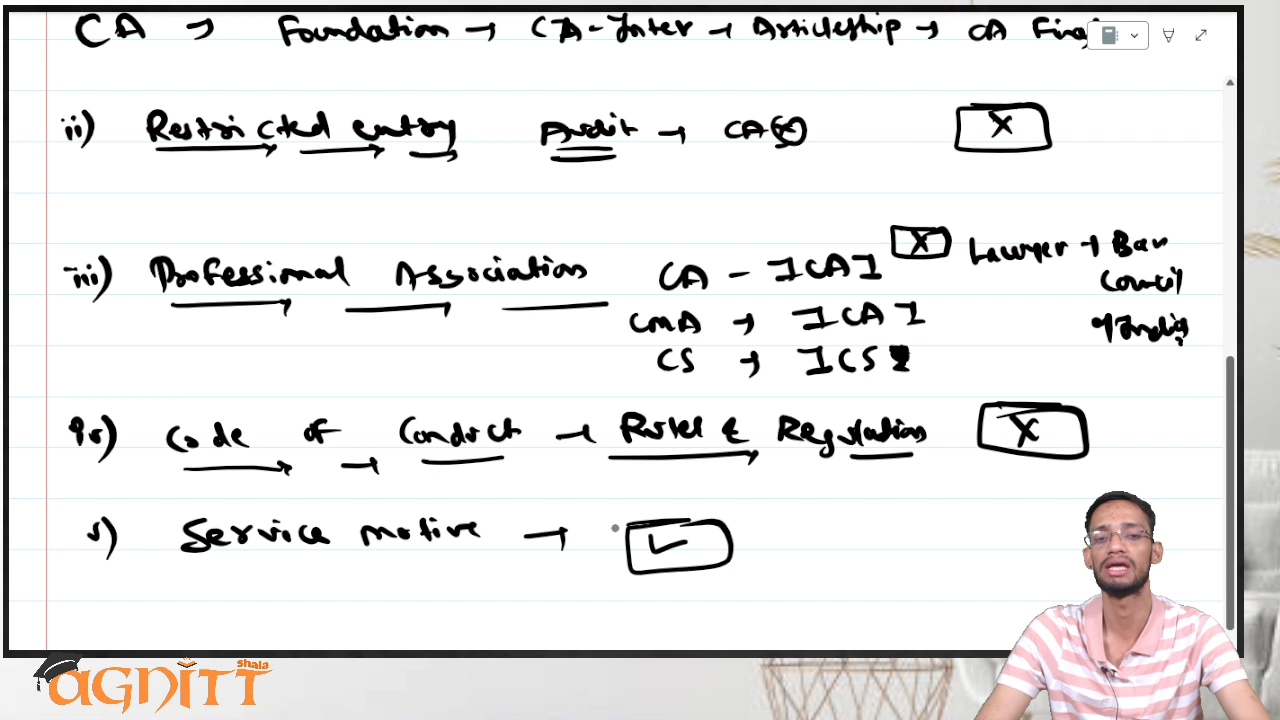 CA → Foundation → CA-Inter → Articleship → CA Final
ii) Restricted entry Audit → CA(X) X
iii) Professional Association CA - ICAI X Lawyer → Bar Council of India
CMA → ICAI
CS → ICSI
iv) Code of Conduct → Rules & Regulations X
v) Service motive → ✓
AGNITT shala